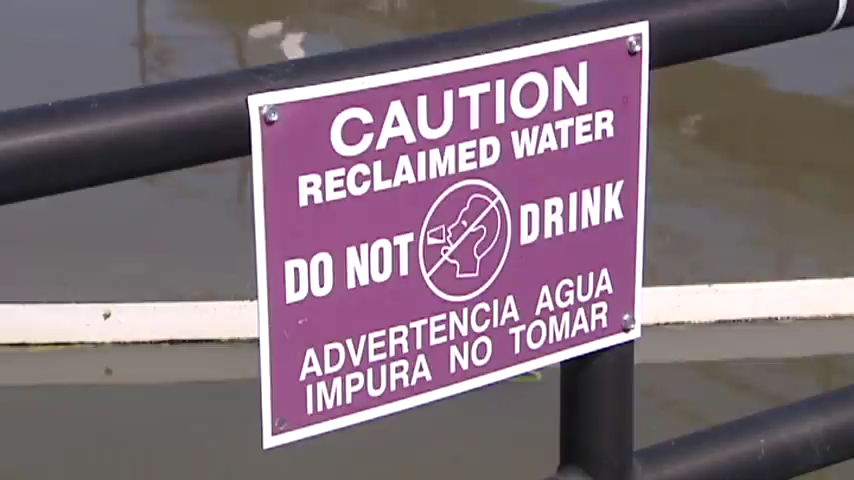 CAUTION
RECLAIMED WATER
DO NOT DRINK
ADVERTENCIA AGUA
IMPURA NO TOMAR